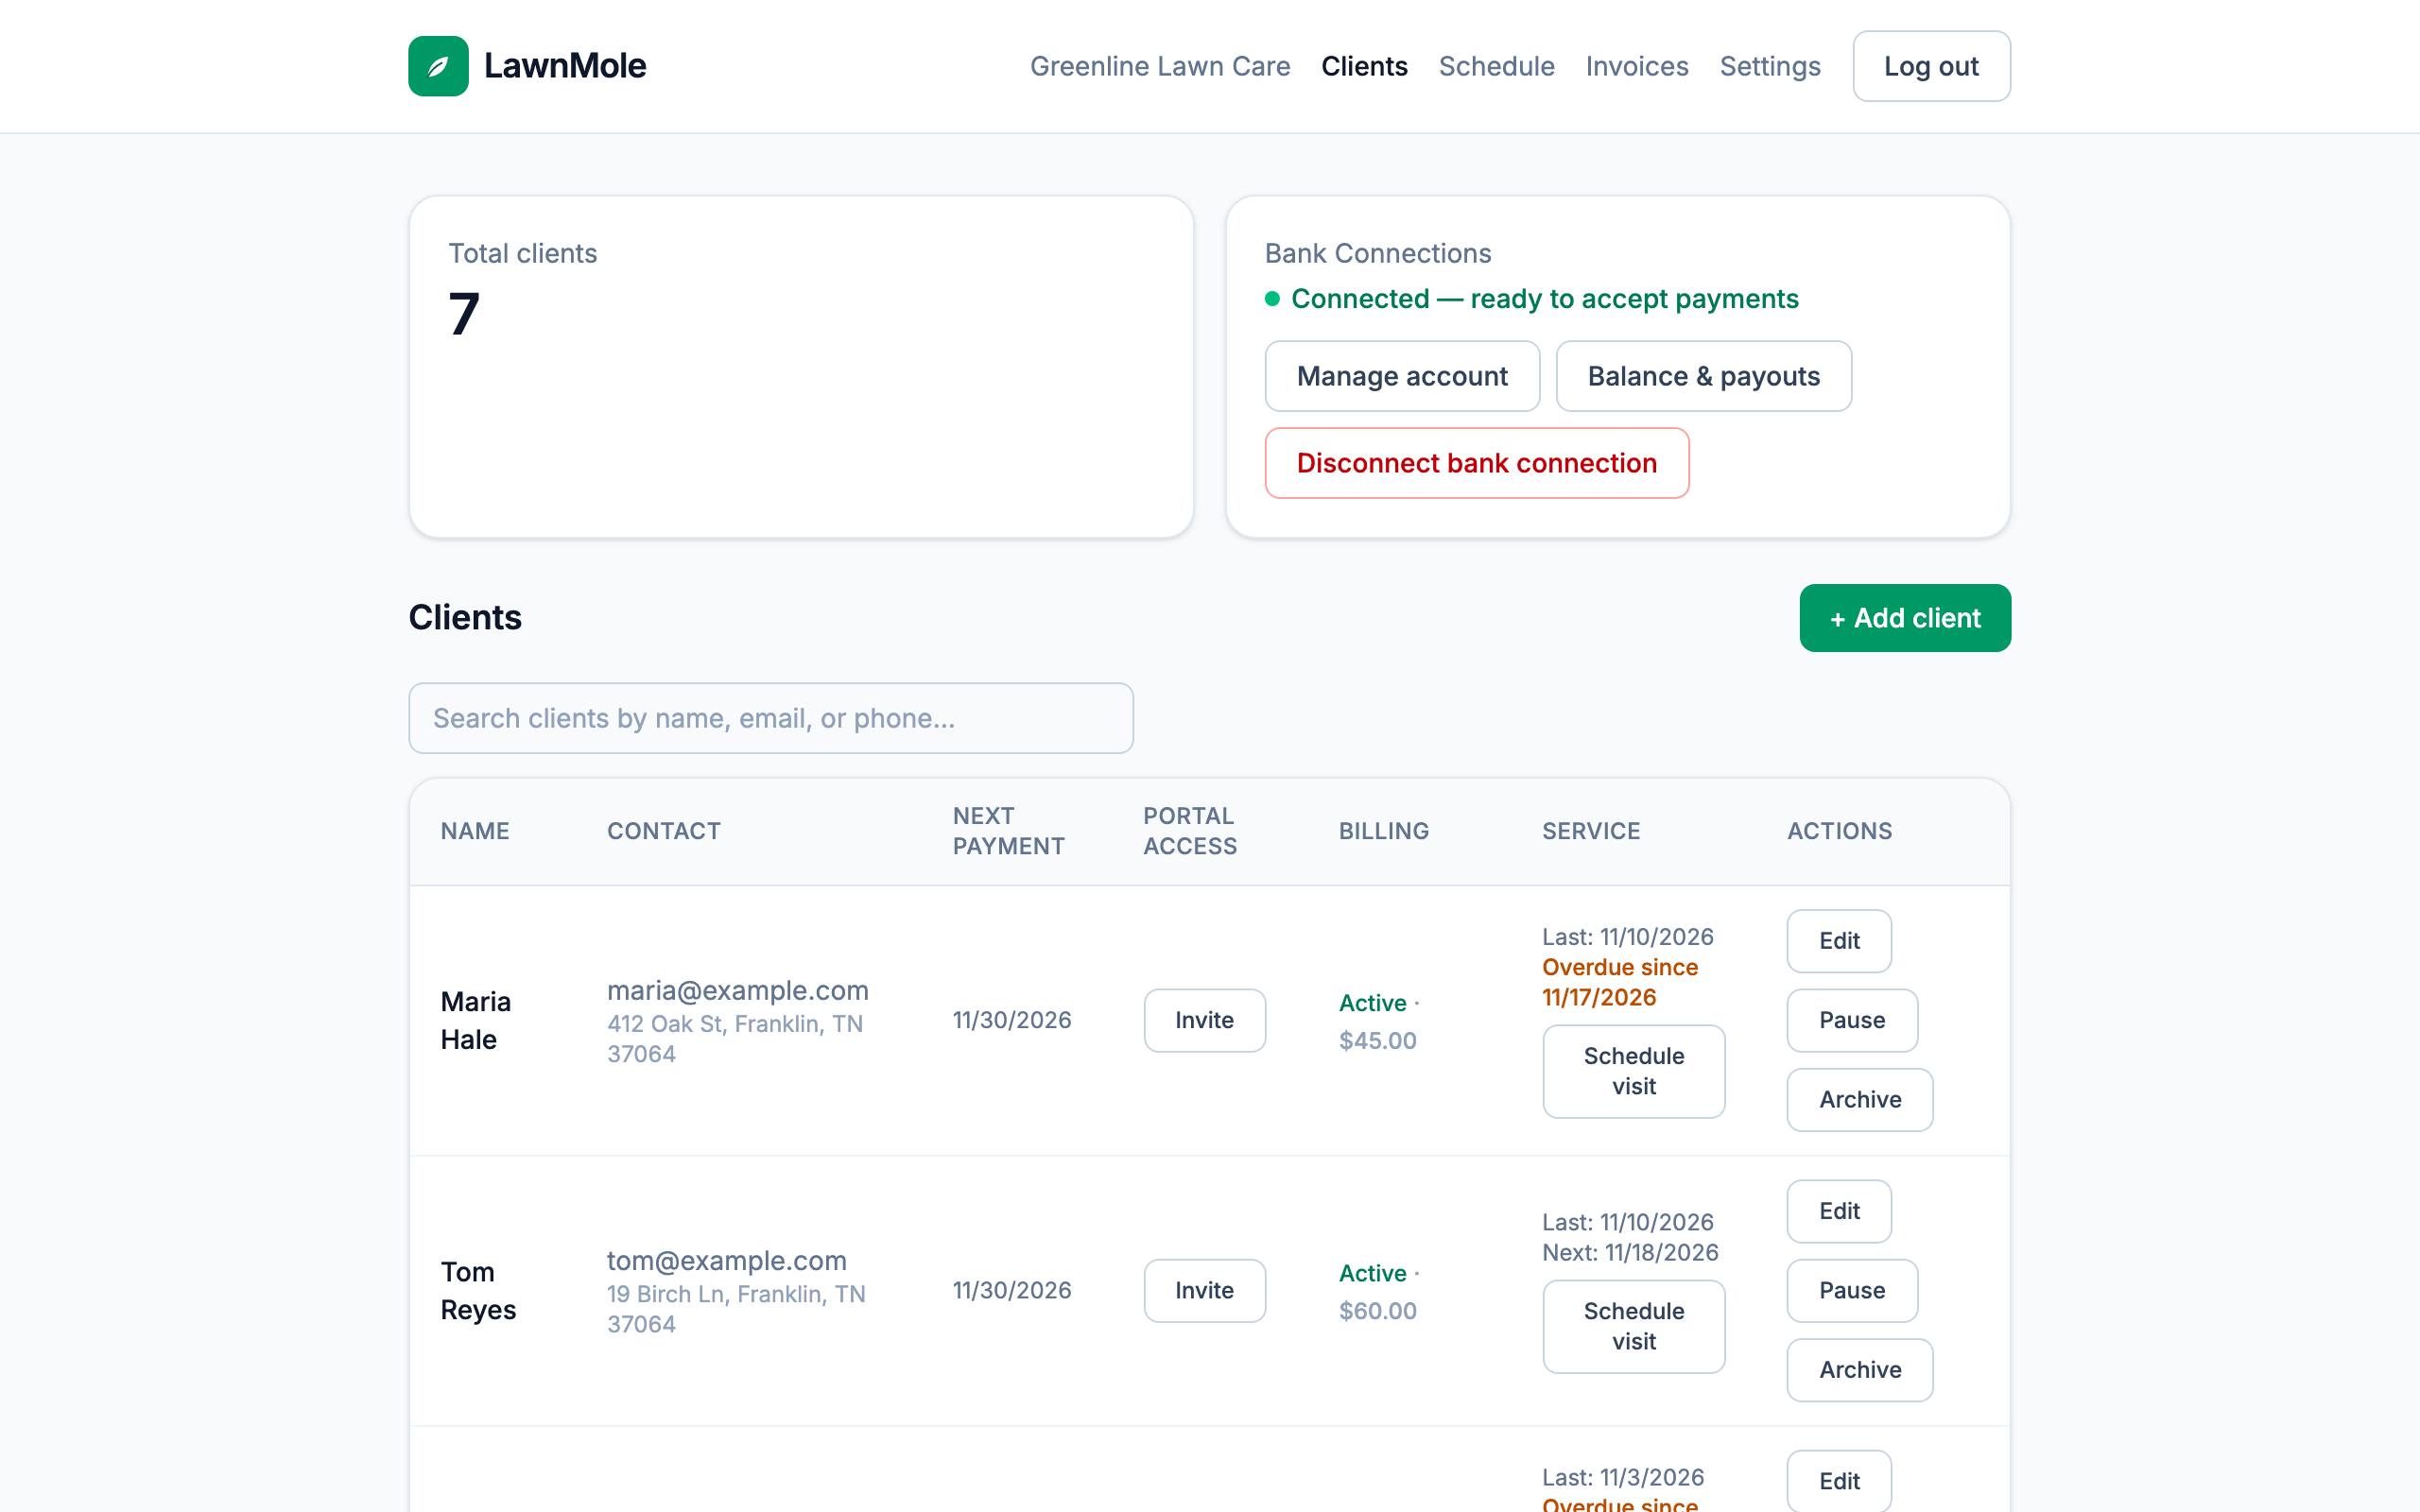 LawnMole
Greenline Lawn Care Clients Schedule Invoices Settings Log out
Total clients
7
Bank Connections
Connected — ready to accept payments
Manage account Balance & payouts
Disconnect bank connection
Clients
+ Add client
Search clients by name, email, or phone...
NAME CONTACT NEXT PAYMENT PORTAL ACCESS BILLING SERVICE ACTIONS
Maria
Hale
maria@example.com
412 Oak St, Franklin, TN
37064
11/30/2026
Invite
Active ·
$45.00
Last: 11/10/2026
Overdue since
11/17/2026
Schedule
visit
Edit
Pause
Archive
Tom
Reyes
tom@example.com
19 Birch Ln, Franklin, TN
37064
11/30/2026
Invite
Active ·
$60.00
Last: 11/10/2026
Next: 11/18/2026
Schedule
visit
Edit
Pause
Archive
Last: 11/3/2026
Overdue since
Edit